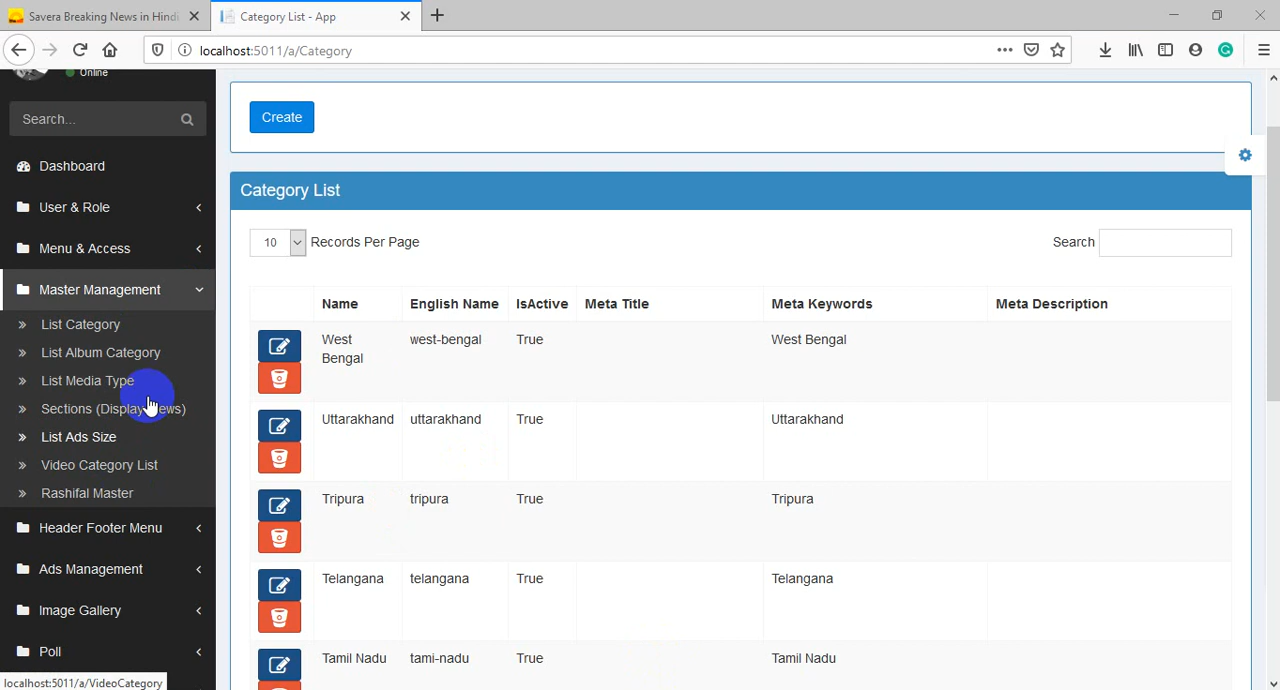 Savera Breaking News in Hindi
Category List - App
localhost:5011/a/Category
Online
Search...
Dashboard
User & Role
Menu & Access
Master Management
List Category
List Album Category
List Media Type
Sections (Display News)
List Ads Size
Video Category List
Rashifal Master
Header Footer Menu
Ads Management
Image Gallery
Poll
localhost:5011/a/VideoCategory
Create
Category List
10 Records Per Page Search
Name English Name IsActive Meta Title Meta Keywords Meta Description
West Bengal west-bengal True West Bengal
Uttarakhand uttarakhand True Uttarakhand
Tripura tripura True Tripura
Telangana telangana True Telangana
Tamil Nadu tami-nadu True Tamil Nadu